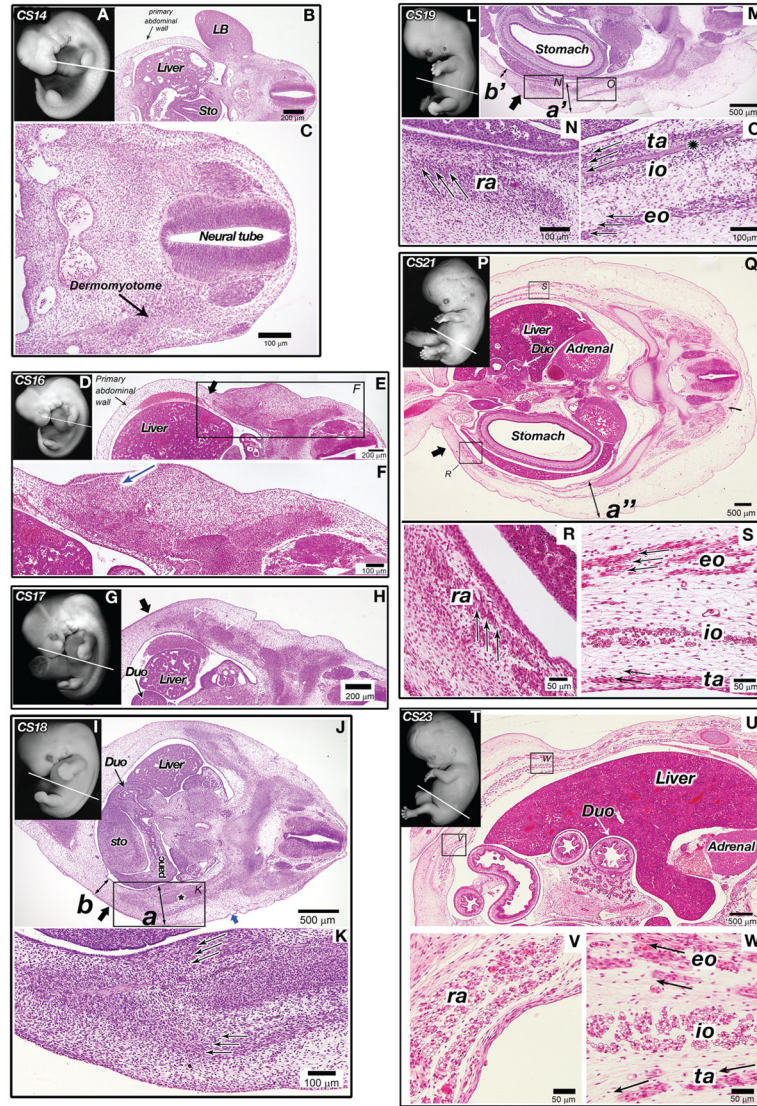 CS14
A
primary
abdominal
wall
LB
B
Liver
Sto
200 µm
C
Neural tube
Dermomyotome
100 µm
CS16
D
Primary
abdominal
wall
Liver
F
E
200 µm
F
100 µm
CS17
G
H
Duo
Liver
200 µm
CS18
I
J
Duo
Liver
sto
panc
K
b
a
500 µm
K
100 µm
CS19
L
M
Stomach
b'
N
a'
O
500 µm
N
ra
100 µm
O
ta
io
eo
100 µm
CS21
P
Q
S
Liver
Duo
Adrenal
Stomach
R
a''
500 µm
R
ra
50 µm
S
eo
io
ta
50 µm
CS23
T
U
W
Liver
V
Duo
Adrenal
500 µm
V
ra
50 µm
W
eo
io
ta
50 µm